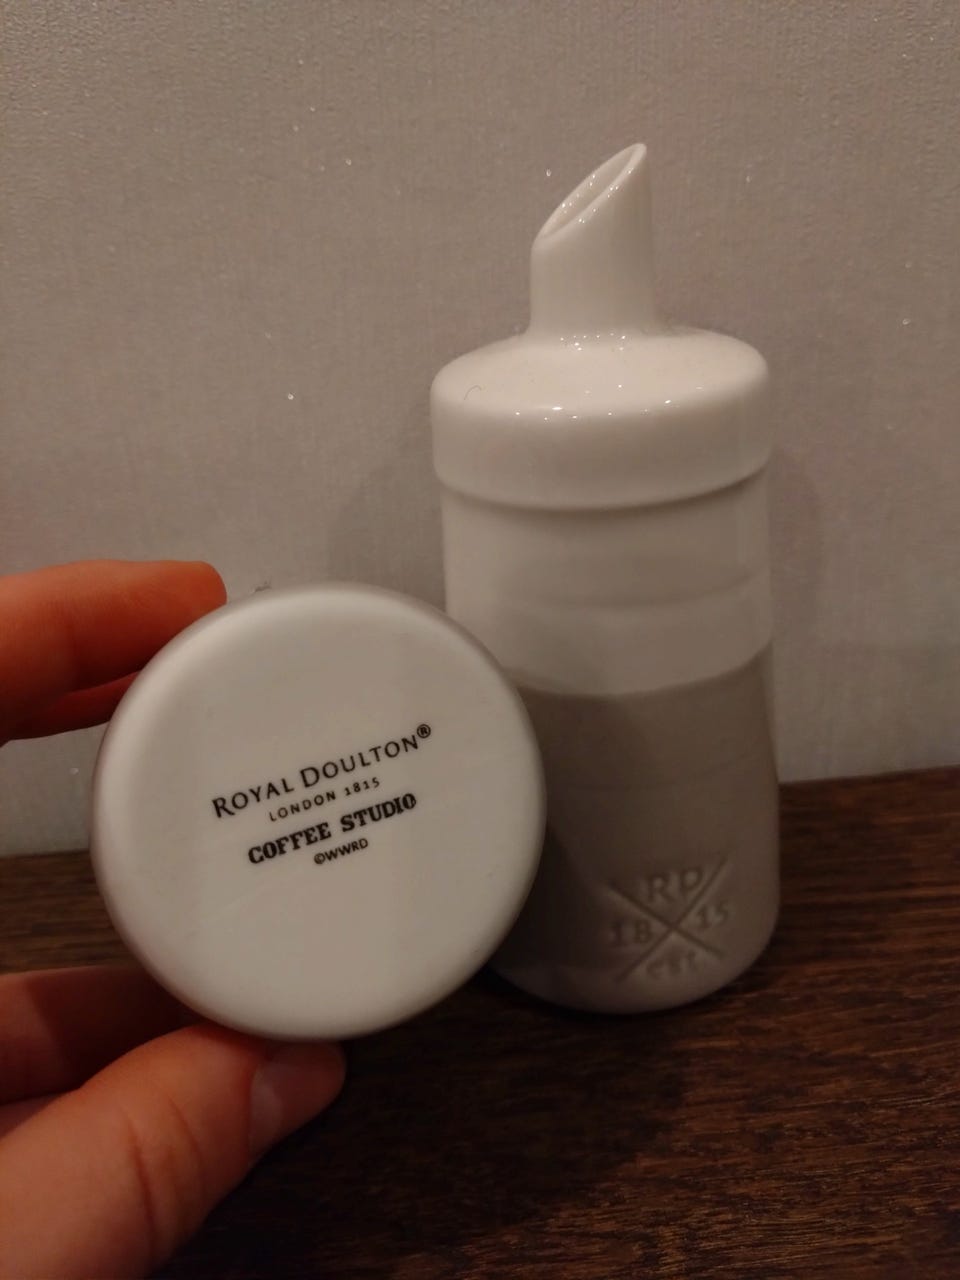 ROYAL DOULTON®
LONDON 1815
COFFEE STUDIO
©WWRD
RD
18 15
EST.